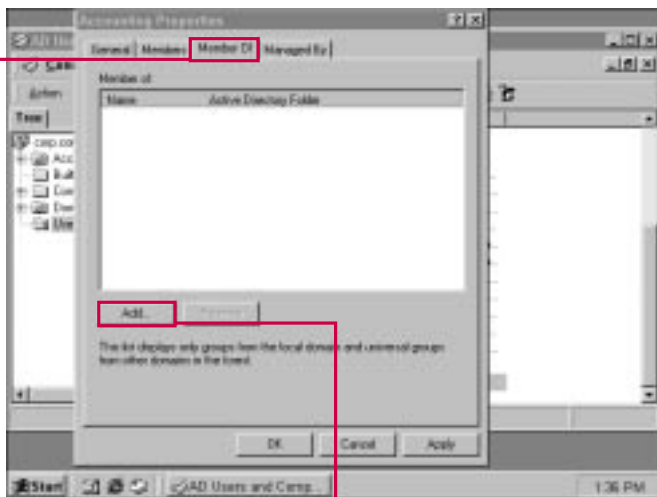 Accounting Properties
General Members Member Of Managed By
Member of:
Name Active Directory Folder
Action
Tree
Add...
Remove
This list displays only groups from the local domain and universal groups
from other domains in the forest.
OK Cancel Apply
Start AD Users and Comp... 1:36 PM